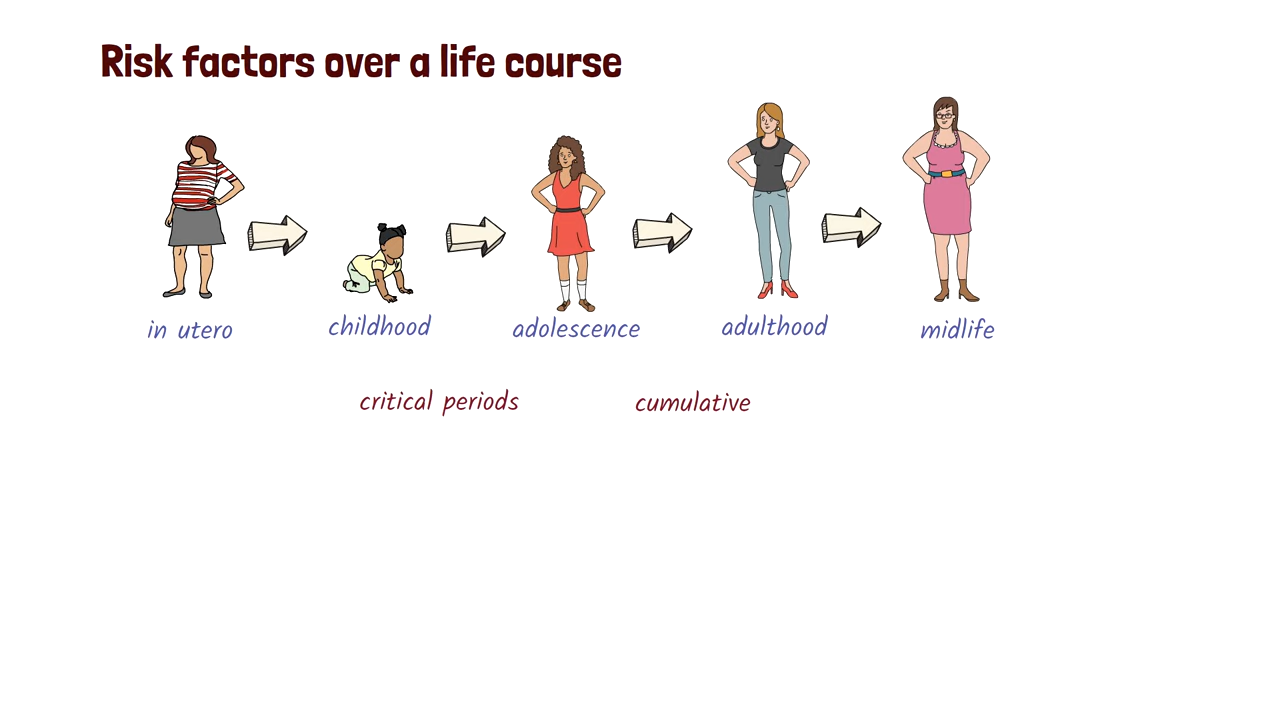 Risk factors over a life course
in utero
childhood
adolescence
adulthood
midlife
critical periods
cumulative